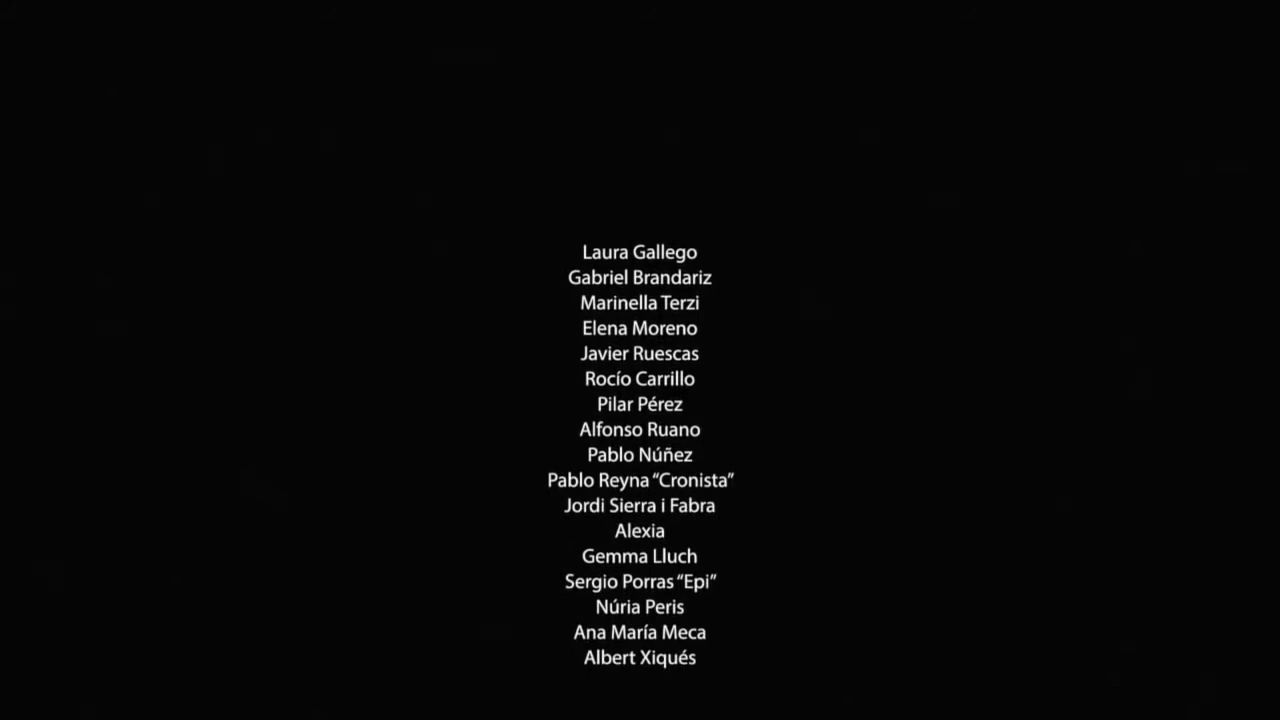 Laura Gallego
Gabriel Brandariz
Marinella Terzi
Elena Moreno
Javier Ruescas
Rocío Carrillo
Pilar Pérez
Alfonso Ruano
Pablo Núñez
Pablo Reyna “Cronista”
Jordi Sierra i Fabra
Alexia
Gemma Lluch
Sergio Porras “Epi”
Núria Peris
Ana María Meca
Albert Xiqués